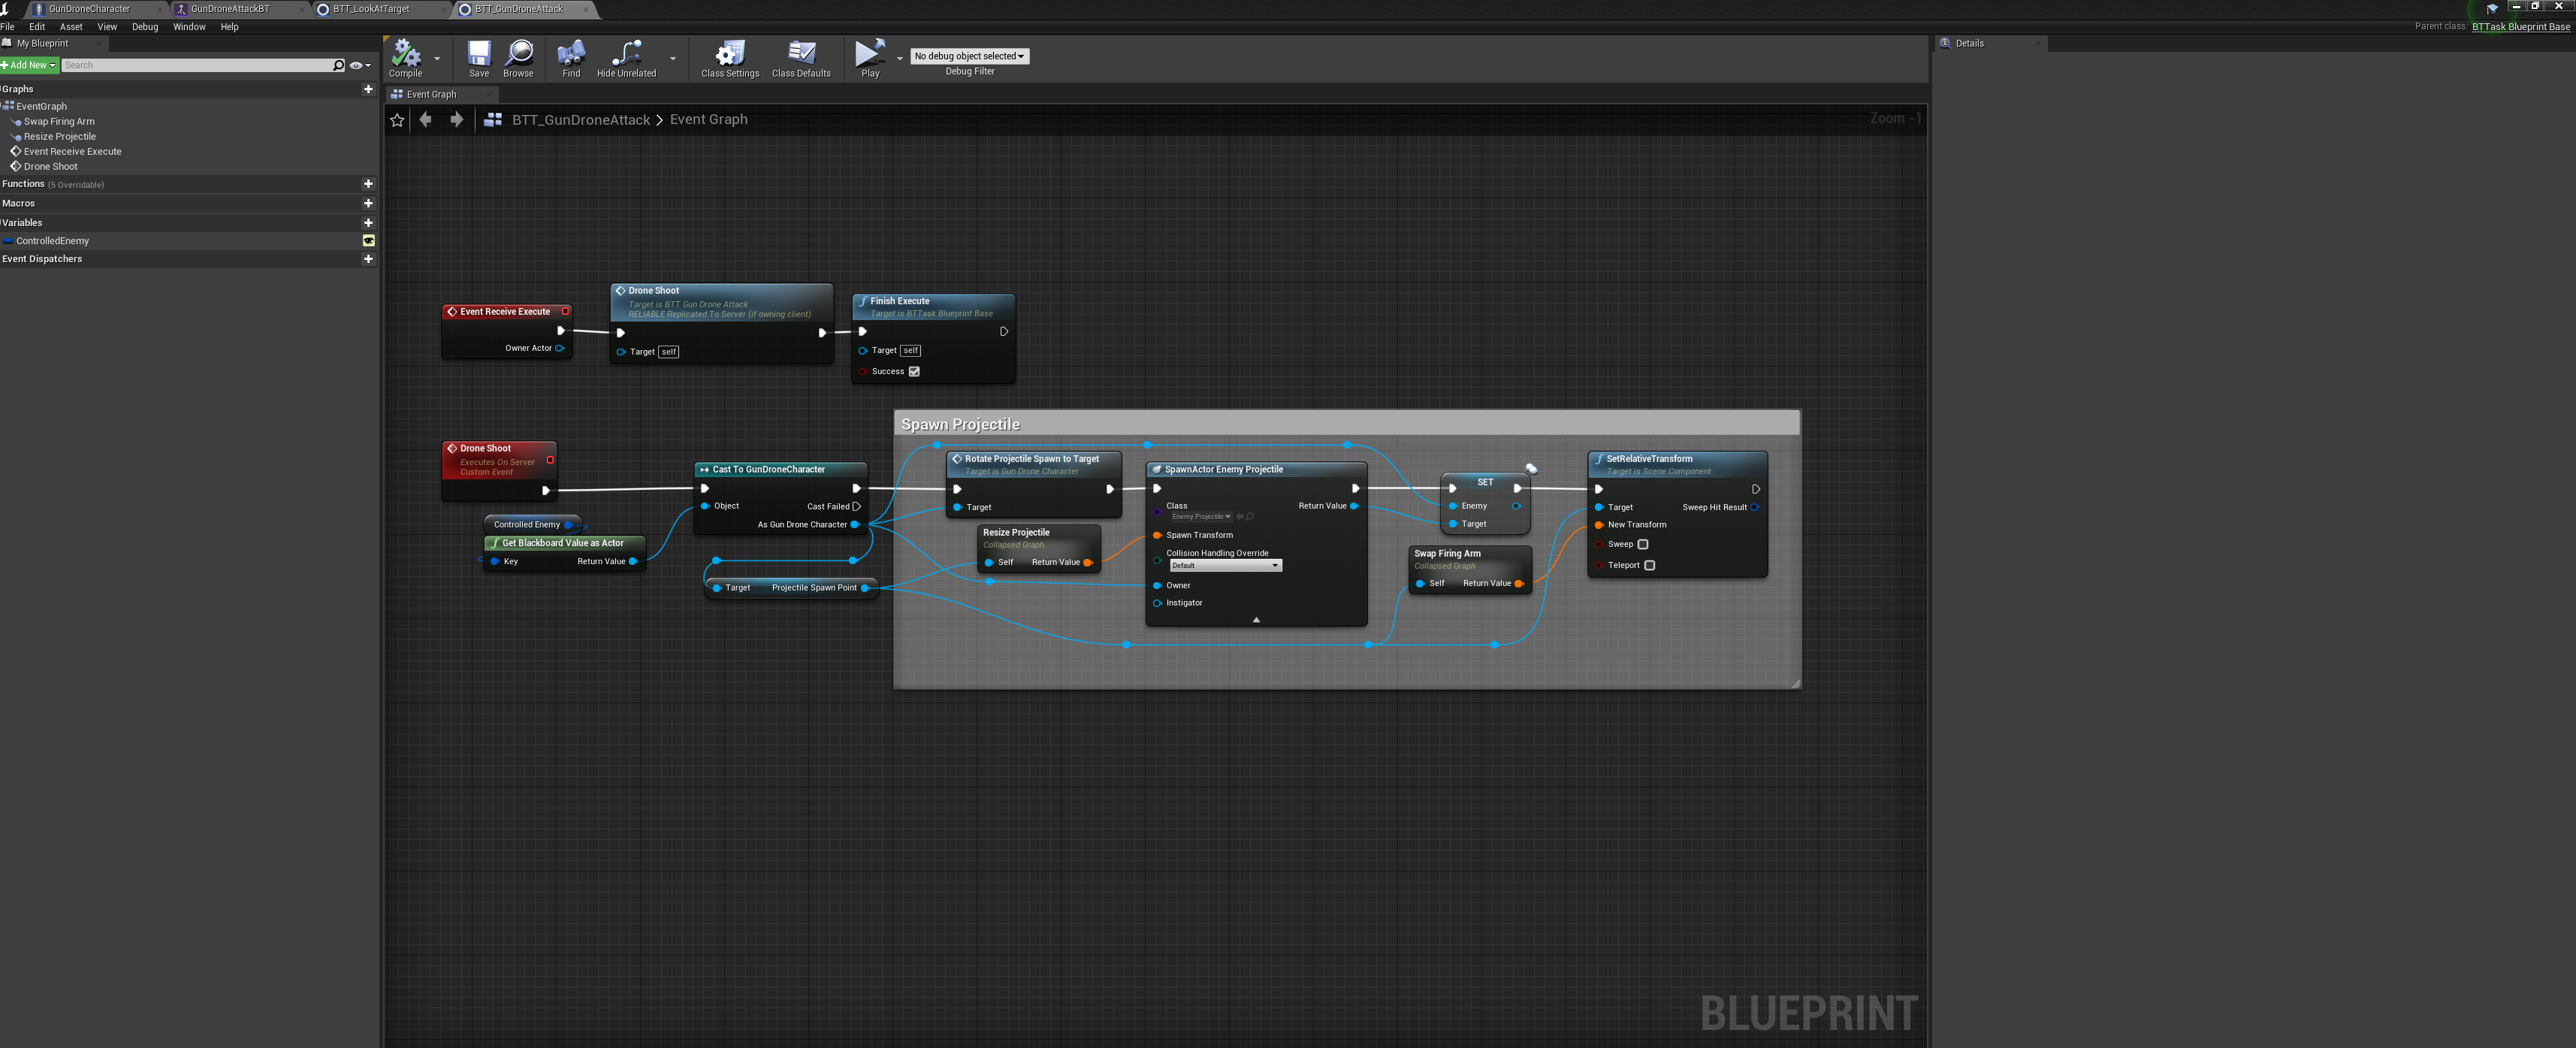 GunDroneCharacter
GunDroneAttackBT
BTT_LookAtTarget
BTT_GunDroneAttack
File Edit Asset View Debug Window Help
Parent class: BTTask Blueprint Base
My Blueprint
Add New
Search
Compile
Save
Browse
Find
Hide Unrelated
Class Settings
Class Defaults
Play
No debug object selected
Debug Filter
Details
Graphs
EventGraph
Swap Firing Arm
Resize Projectile
Event Receive Execute
Drone Shoot
Functions (5 Overridable)
Macros
Variables
ControlledEnemy
Event Dispatchers
Event Graph
BTT_GunDroneAttack > Event Graph
Zoom -1
Event Receive Execute
Owner Actor
Drone Shoot
Target is BTT Gun Drone Attack
RELIABLE Replicated To Server (if owning client)
Target self
Finish Execute
Target is BTTask Blueprint Base
Target self
Success
Spawn Projectile
Drone Shoot
Executes On Server
Custom Event
Controlled Enemy
Get Blackboard Value as Actor
Key Return Value
Cast To GunDroneCharacter
Object
Cast Failed
As Gun Drone Character
Target Projectile Spawn Point
Rotate Projectile Spawn to Target
Target is Gun Drone Character
Target
Resize Projectile
Collapsed Graph
Self Return Value
SpawnActor Enemy Projectile
Class
Enemy Projectile
Return Value
Spawn Transform
Collision Handling Override
Default
Owner
Instigator
SET
Enemy
Target
Swap Firing Arm
Collapsed Graph
Self Return Value
SetRelativeTransform
Target is Scene Component
Target Sweep Hit Result
New Transform
Sweep
Teleport
BLUEPRINT